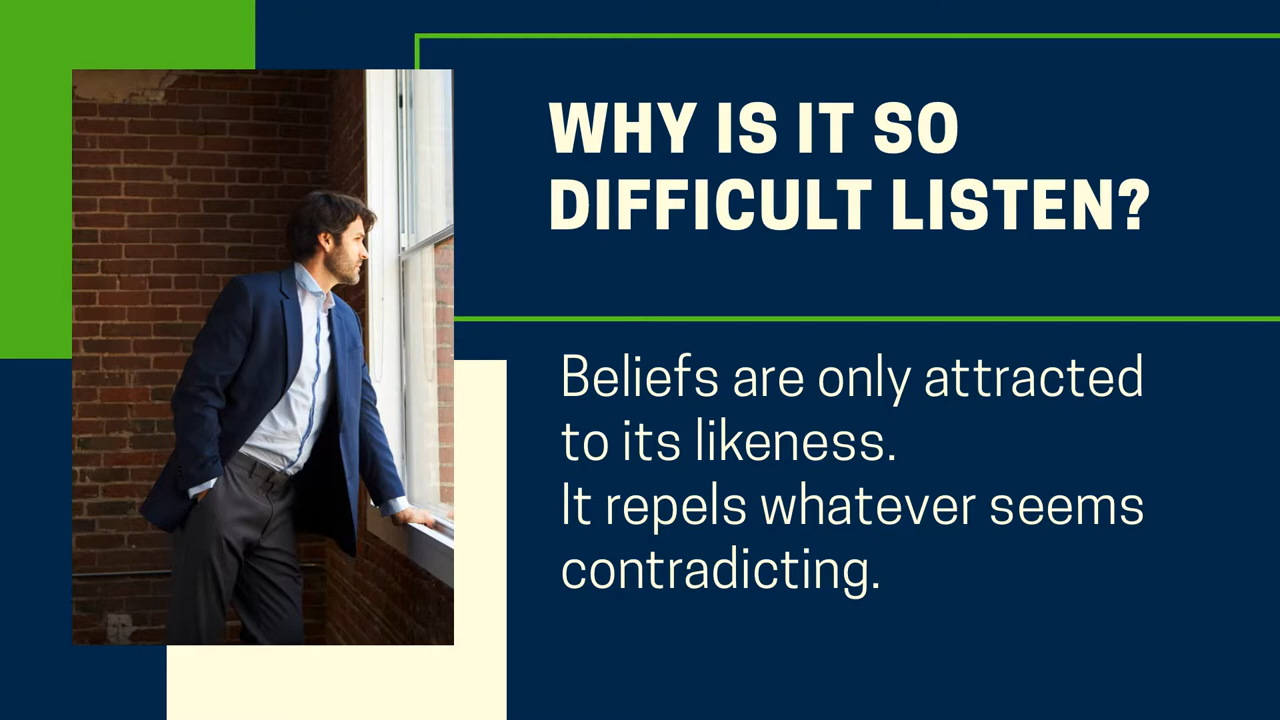 WHY IS IT SO
DIFFICULT LISTEN?
Beliefs are only attracted
to its likeness.
It repels whatever seems
contradicting.